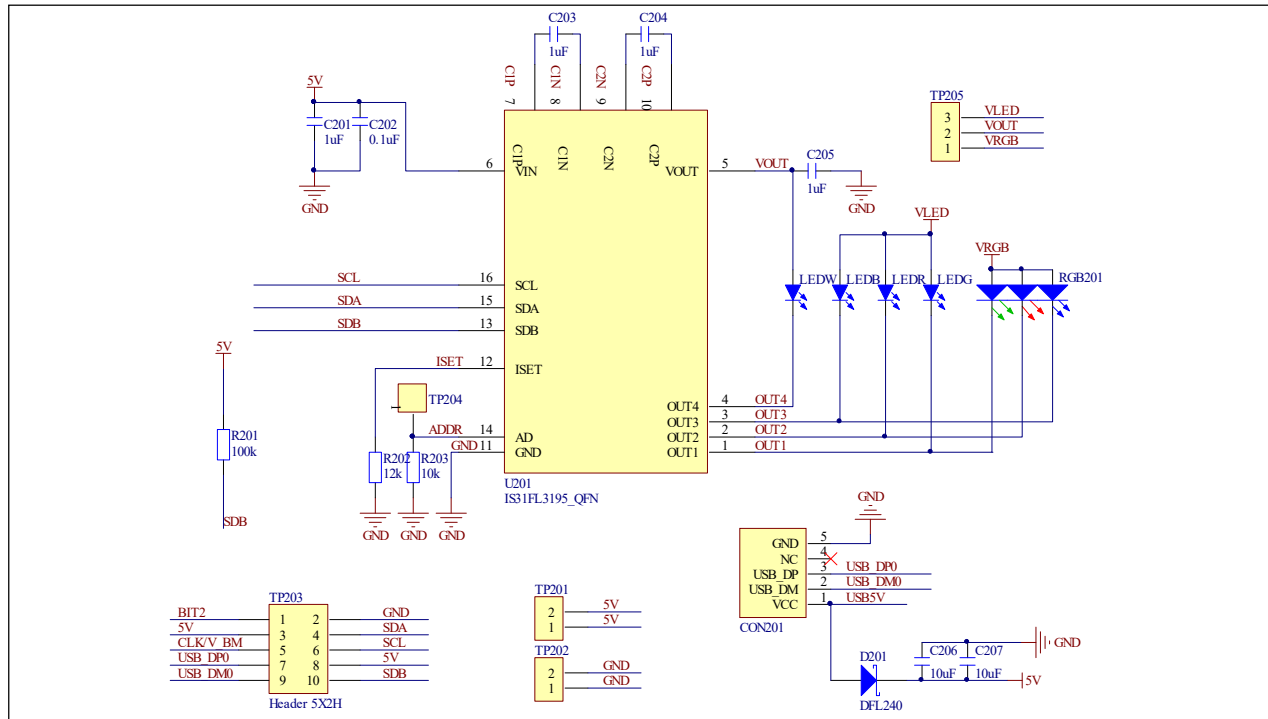 C203
1uF
C204
1uF
C1P
7
C1N
8
C2N
9
C2P
10
5V
C201
1uF
C202
0.1uF
GND
6
VIN
C1P
C1N
C2N
C2P
VOUT
5
VOUT
C205
1uF
GND
TP205
3
VLED
2
VOUT
1
VRGB
VLED
VRGB
LEDW
LEDB
LEDR
LEDG
RGB201
SCL
16
SCL
SDA
15
SDA
SDB
13
SDB
ISET
12
ISET
5V
R201
100k
SDB
TP204
ADDR
14
AD
GND
11
GND
R202
12k
R203
10k
GND
GND
GND
OUT4
4
OUT4
OUT3
3
OUT3
OUT2
2
OUT2
OUT1
1
OUT1
U201
IS31FL3195_QFN
GND
GND
5
NC
4
USB_DP
3
USB_DP0
USB_DM
2
USB_DM0
VCC
1
USB5V
CON201
TP203
BIT2
1
2
GND
5V
3
4
SDA
CLK/V_BM
5
6
SCL
USB_DP0
7
8
5V
USB_DM0
9
10
SDB
Header 5X2H
TP201
2
5V
1
5V
TP202
2
GND
1
GND
D201
DFL240
C206
10uF
C207
10uF
GND
5V